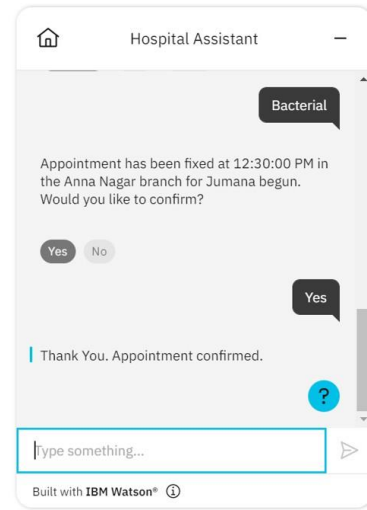 Hospital Assistant
Bacterial
Appointment has been fixed at 12:30:00 PM in
the Anna Nagar branch for Jumana begun.
Would you like to confirm?
Yes No
Yes
Thank You. Appointment confirmed.
?
Type something...
Built with IBM Watson®